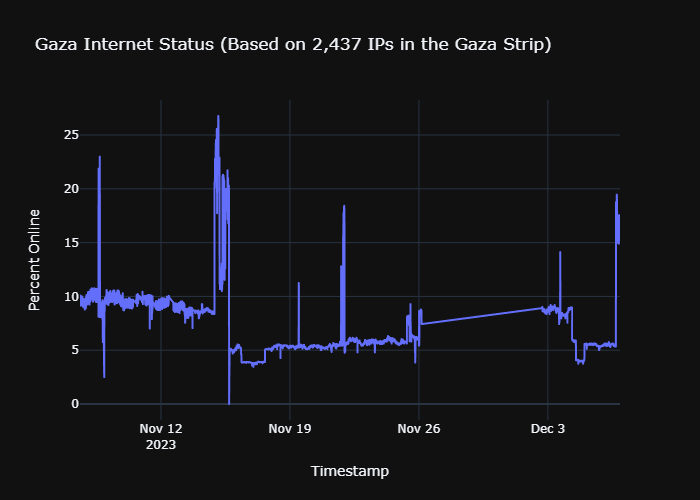 Gaza Internet Status (Based on 2,437 IPs in the Gaza Strip)
Percent Online
25
20
15
10
5
0
Nov 12
2023
Nov 19
Nov 26
Dec 3
Timestamp